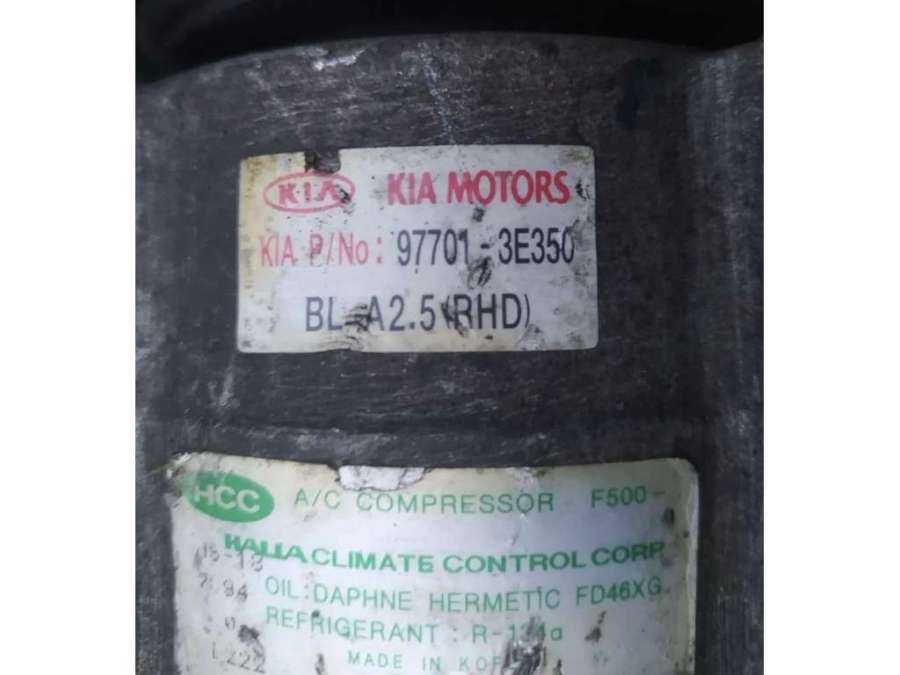 KIA KIA MOTORS
KIA P/No: 97701-3E350
BL-A2.5(RHD)
HCC A/C COMPRESSOR F500-
HALLA CLIMATE CONTROL CORP
OIL:DAPHNE HERMETIC FD46XG
REFRIGERANT : R-134a
MADE IN